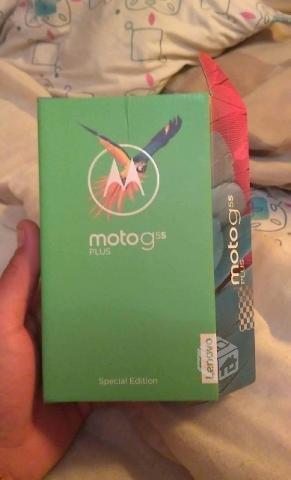 moto g5s
PLUS
Special Edition
Lenovo
moto g5s
PLUS